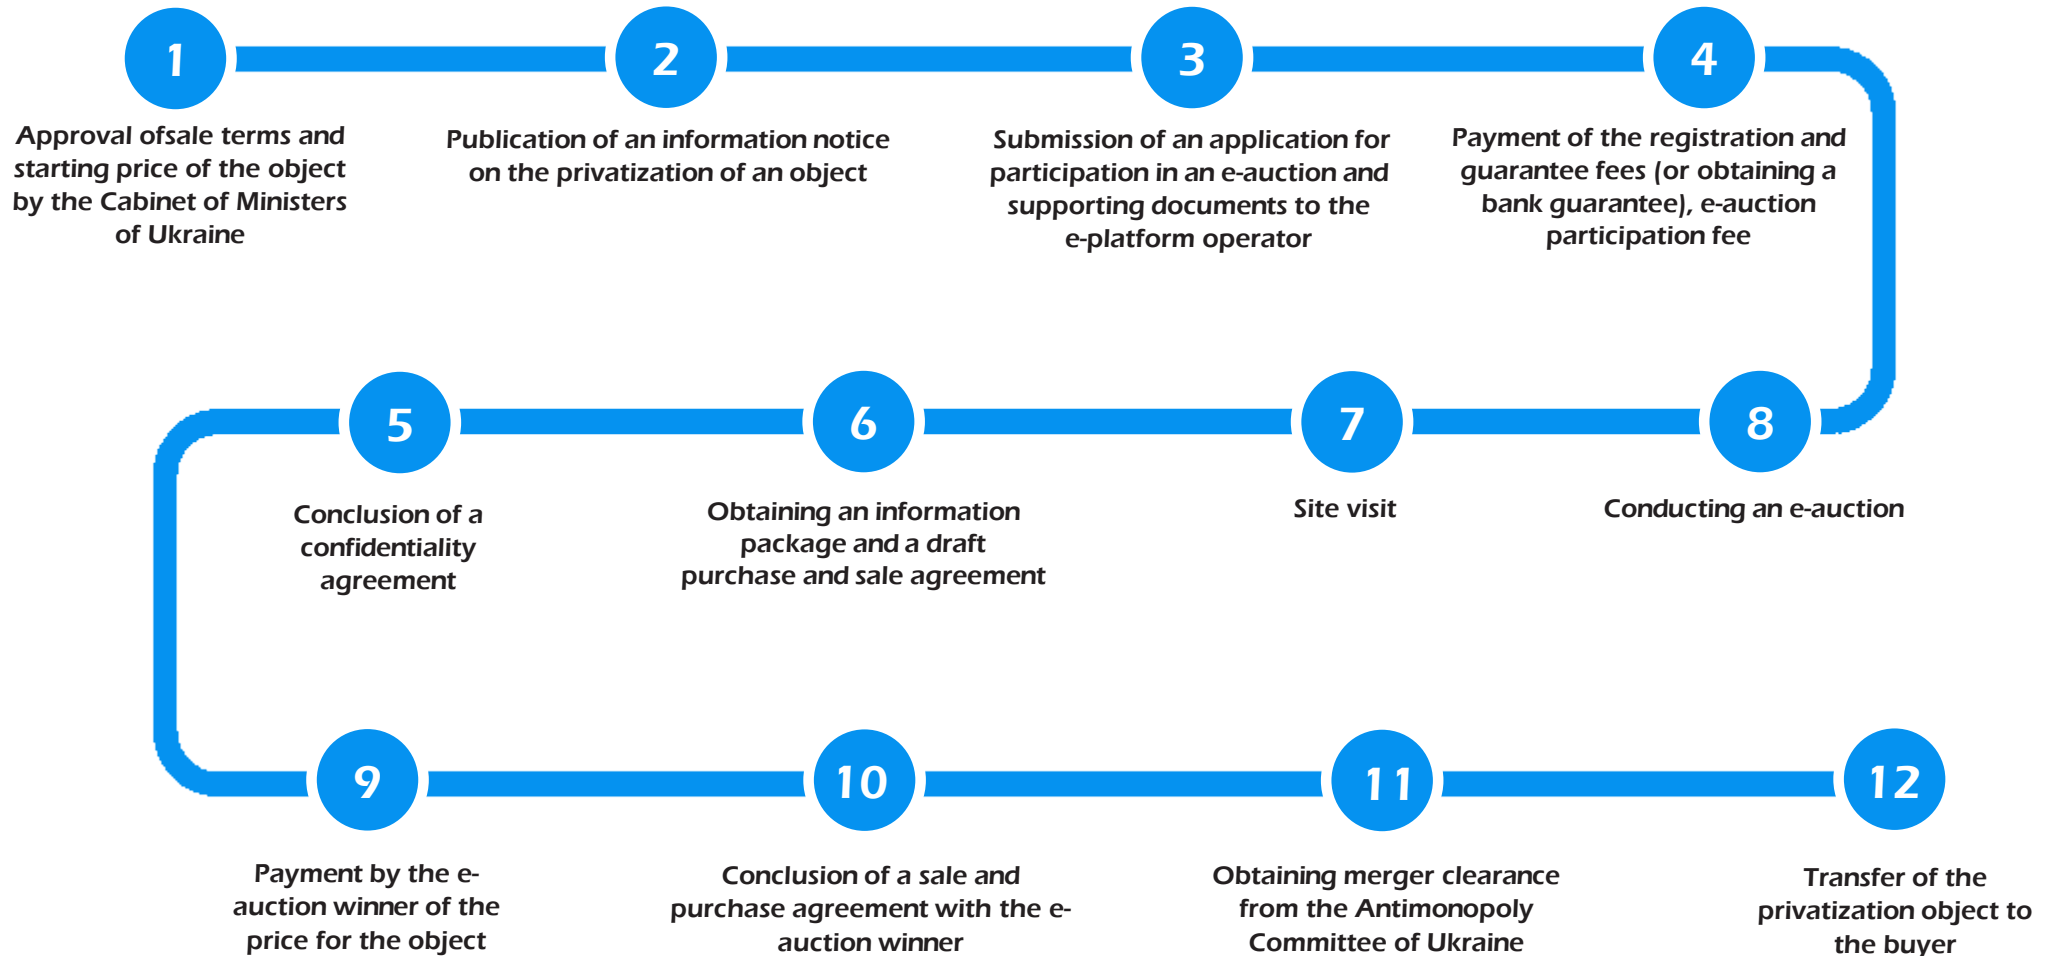 1
Approval ofsale terms and
starting price of the object
by the Cabinet of Ministers
of Ukraine
2
Publication of an information notice
on the privatization of an object
3
Submission of an application for
participation in an e-auction and
supporting documents to the
e-platform operator
4
Payment of the registration and
guarantee fees (or obtaining a
bank guarantee), e-auction
participation fee
5
Conclusion of a
confidentiality
agreement
6
Obtaining an information
package and a draft
purchase and sale agreement
7
Site visit
8
Conducting an e-auction
9
Payment by the e-
auction winner of the
price for the object
10
Conclusion of a sale and
purchase agreement with the e-
auction winner
11
Obtaining merger clearance
from the Antimonopoly
Committee of Ukraine
12
Transfer of the
privatization object to
the buyer